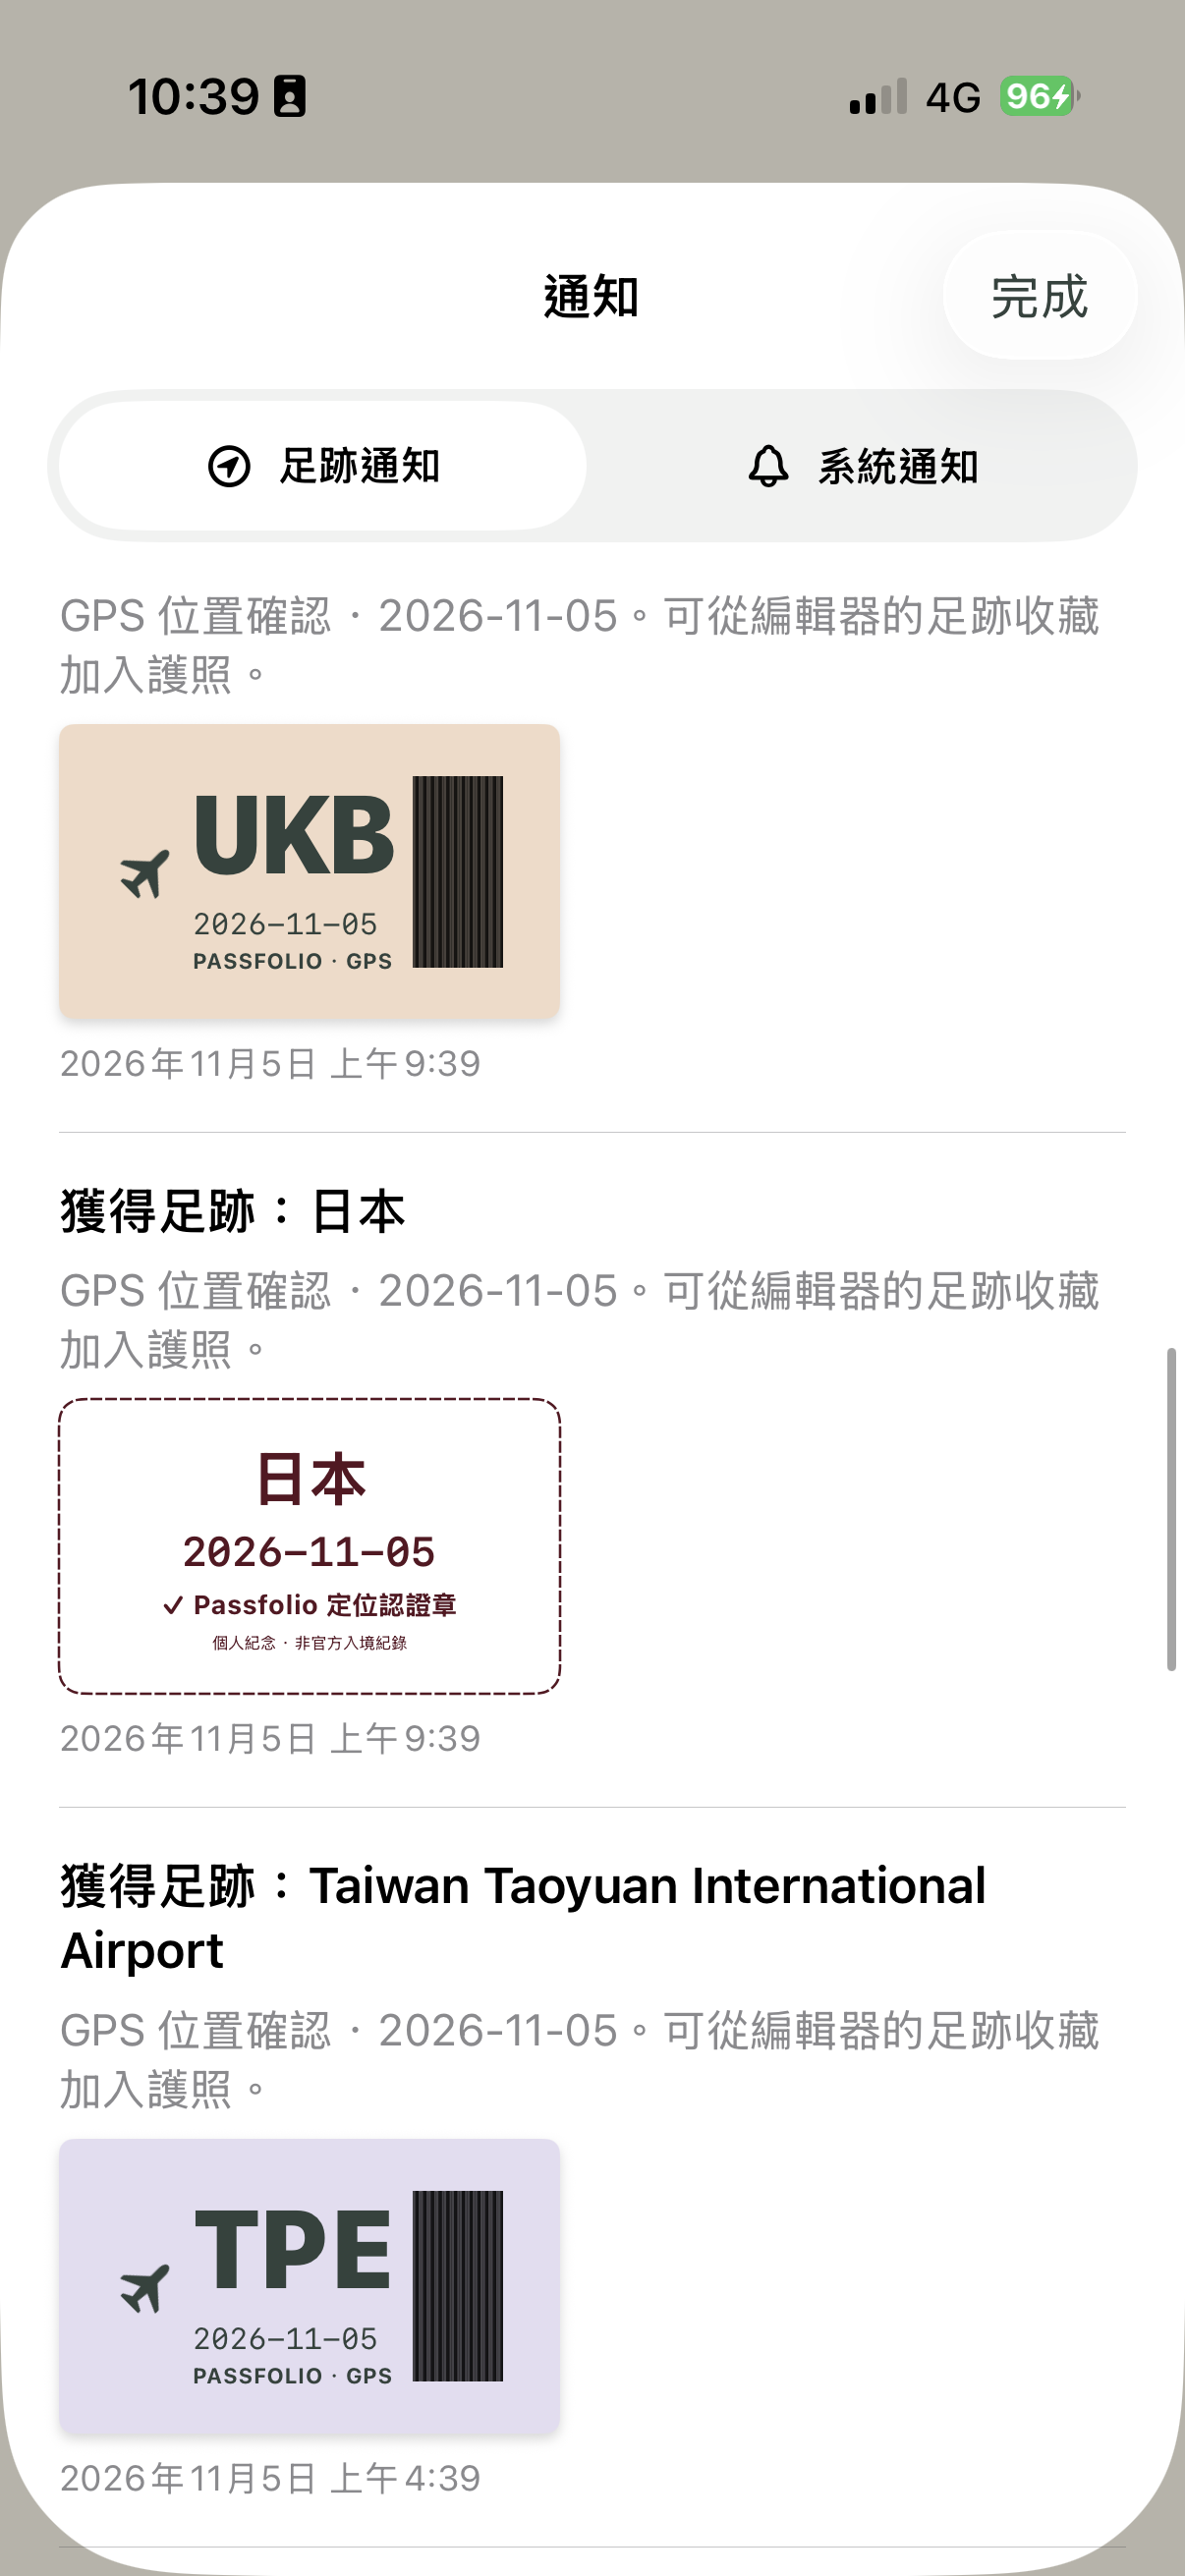 10:39
4G
96
通知
完成
足跡通知
系統通知
GPS 位置確認 · 2026-11-05。可從編輯器的足跡收藏
加入護照。
UKB
2026-11-05
PASSFOLIO · GPS
2026年11月5日 上午9:39
獲得足跡：日本
GPS 位置確認 · 2026-11-05。可從編輯器的足跡收藏
加入護照。
日本
2026-11-05
✓ Passfolio 定位認證章
個人紀念 · 非官方入境紀錄
2026年11月5日 上午9:39
獲得足跡：Taiwan Taoyuan International
Airport
GPS 位置確認 · 2026-11-05。可從編輯器的足跡收藏
加入護照。
TPE
2026-11-05
PASSFOLIO · GPS
2026年11月5日 上午4:39